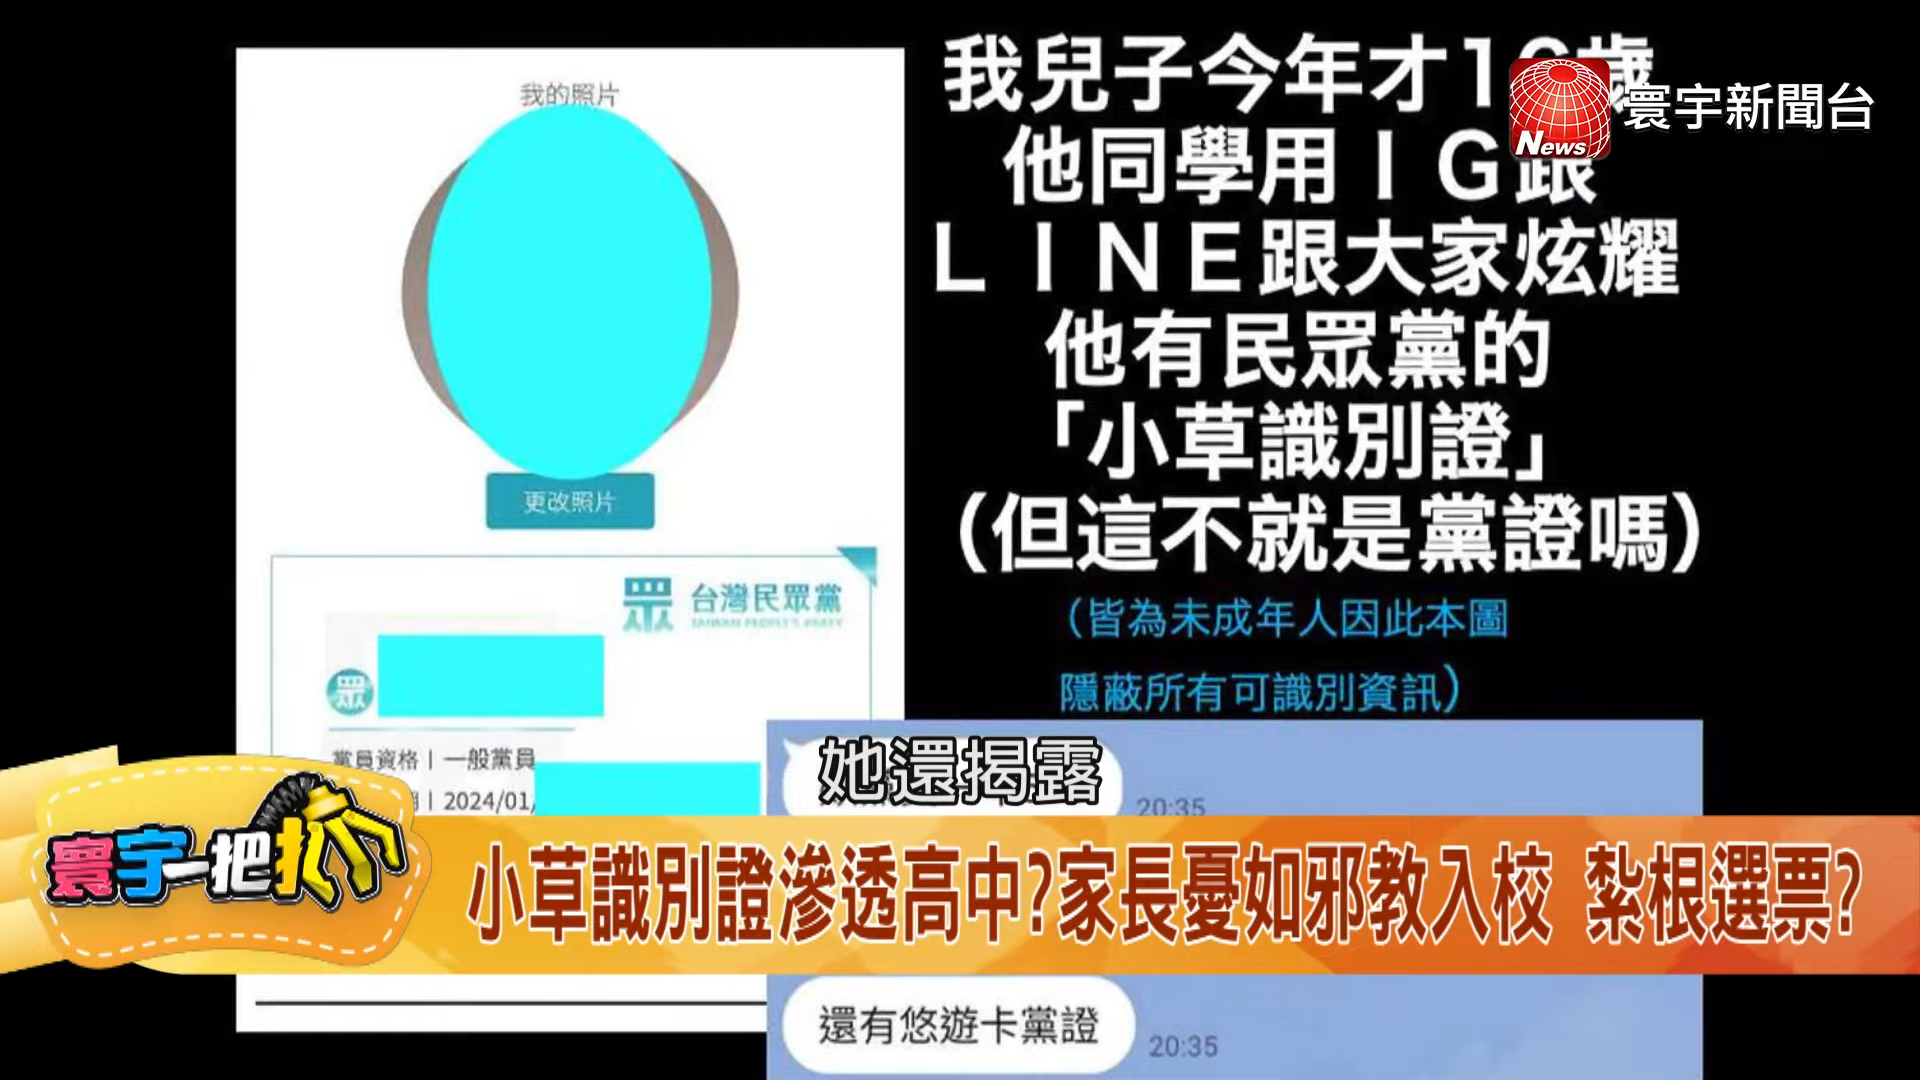 我的照片
更改照片
眾 台灣民眾黨
TAIWAN PEOPLE'S PARTY
眾
黨員資格｜一般黨員
｜2024/01/
我兒子今年才1 歲
他同學用ＩＧ跟
ＬＩＮＥ跟大家炫耀
他有民眾黨的
「小草識別證」
（但這不就是黨證嗎）
（皆為未成年人因此本圖
隱蔽所有可識別資訊）
News 寰宇新聞台
她還揭露
20:35
寰宇一把抓
小草識別證滲透高中?家長憂如邪教入校 紮根選票?
還有悠遊卡黨證
20:35